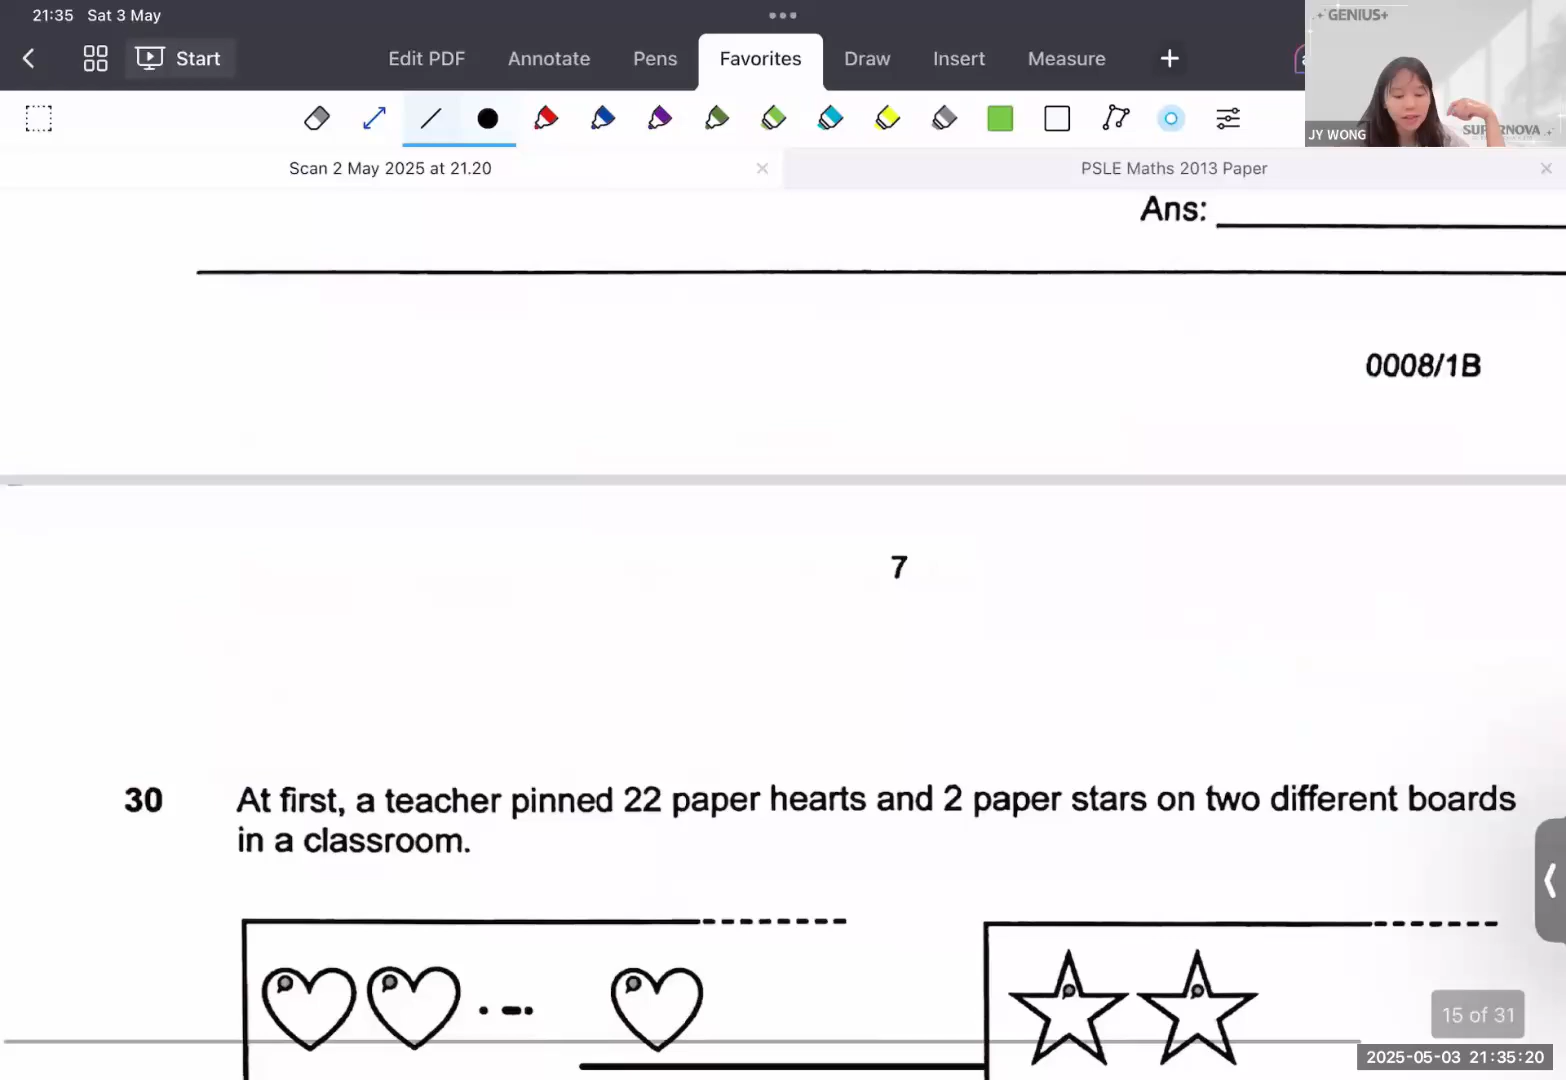 21:35 Sat 3 May
GENIUS+
Start
Edit PDF
Annotate
Pens
Favorites
Draw
Insert
Measure
JY WONG
Scan 2 May 2025 at 21.20
PSLE Maths 2013 Paper
Ans:
0008/1B
7
30 At first, a teacher pinned 22 paper hearts and 2 paper stars on two different boards
in a classroom.
15 of 31
2025-05-03 21:35:20